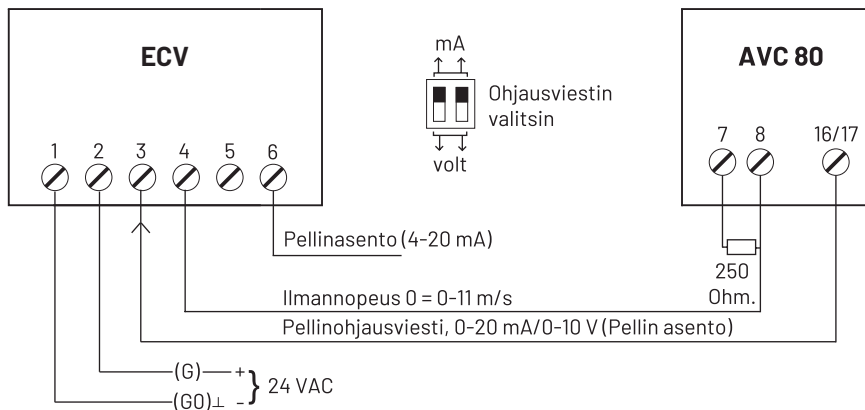 ECV
AVC 80
mA
Ohjausviestin
valitsin
volt
1 2 3 4 5 6
7 8 16/17
Pellinasento (4-20 mA)
250
Ohm.
Ilmannopeus 0 = 0-11 m/s
Pellinohjausviesti, 0-20 mA/0-10 V (Pellin asento)
(G) +
24 VAC
(G0)⊥ -